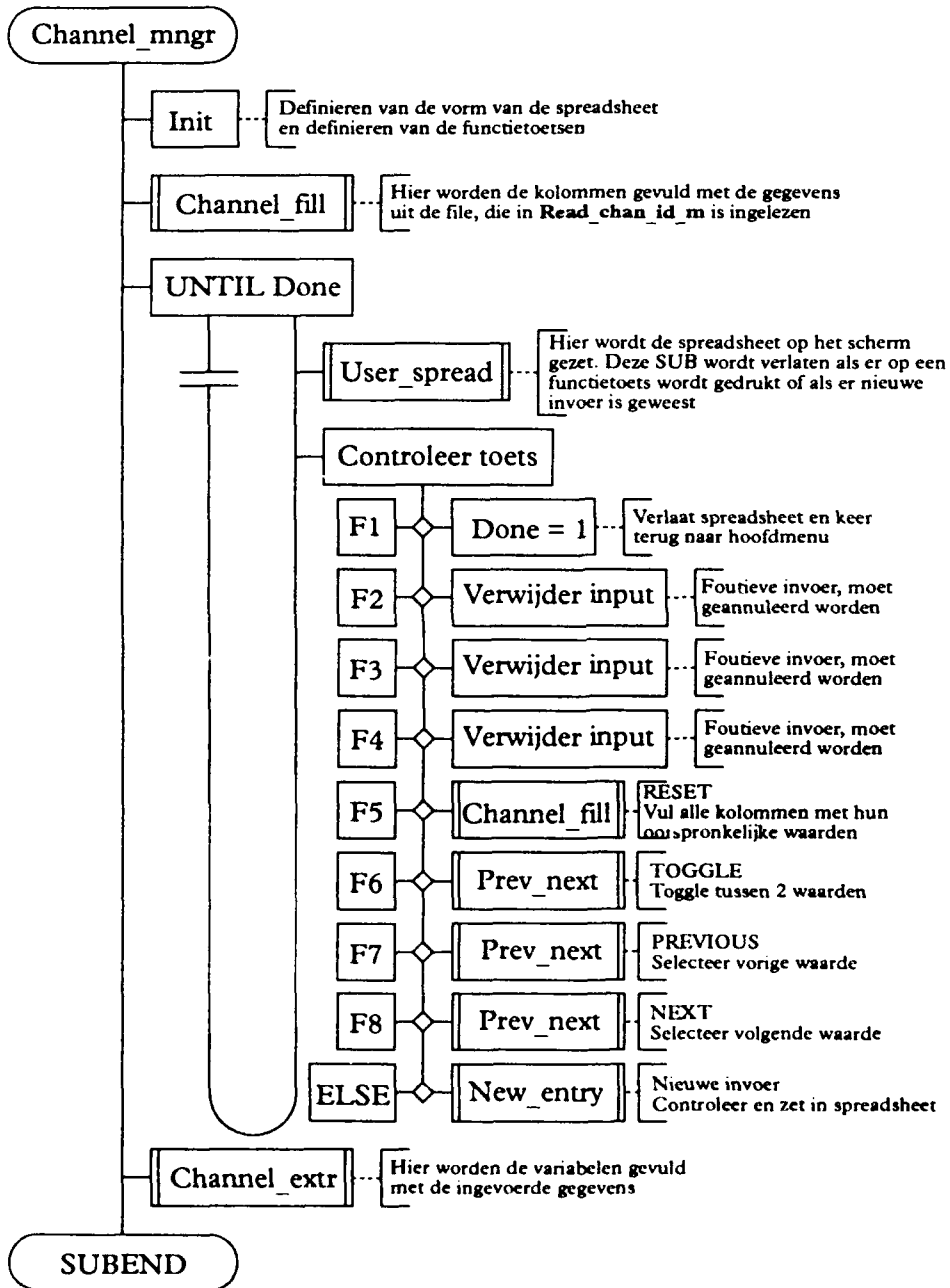 Channel_mngr
Init
Definieren van de vorm van de spreadsheet
en definieren van de functietoetsen
Channel_fill
Hier worden de kolommen gevuld met de gegevens
uit de file, die in Read_chan_id_m is ingelezen
UNTIL Done
User_spread
Hier wordt de spreadsheet op het scherm
gezet. Deze SUB wordt verlaten als er op een
functietoets wordt gedrukt of als er nieuwe
invoer is geweest
Controleer toets
F1
Done = 1
Verlaat spreadsheet en keer
terug naar hoofdmenu
F2
Verwijder input
Foutieve invoer, moet
geannuleerd worden
F3
Verwijder input
Foutieve invoer, moet
geannuleerd worden
F4
Verwijder input
Foutieve invoer, moet
geannuleerd worden
F5
Channel_fill
RESET
Vul alle kolommen met hun
oorspronkelijke waarden
F6
Prev_next
TOGGLE
Toggle tussen 2 waarden
F7
Prev_next
PREVIOUS
Selecteer vorige waarde
F8
Prev_next
NEXT
Selecteer volgende waarde
ELSE
New_entry
Nieuwe invoer
Controleer en zet in spreadsheet
Channel_extr
Hier worden de variabelen gevuld
met de ingevoerde gegevens
SUBEND